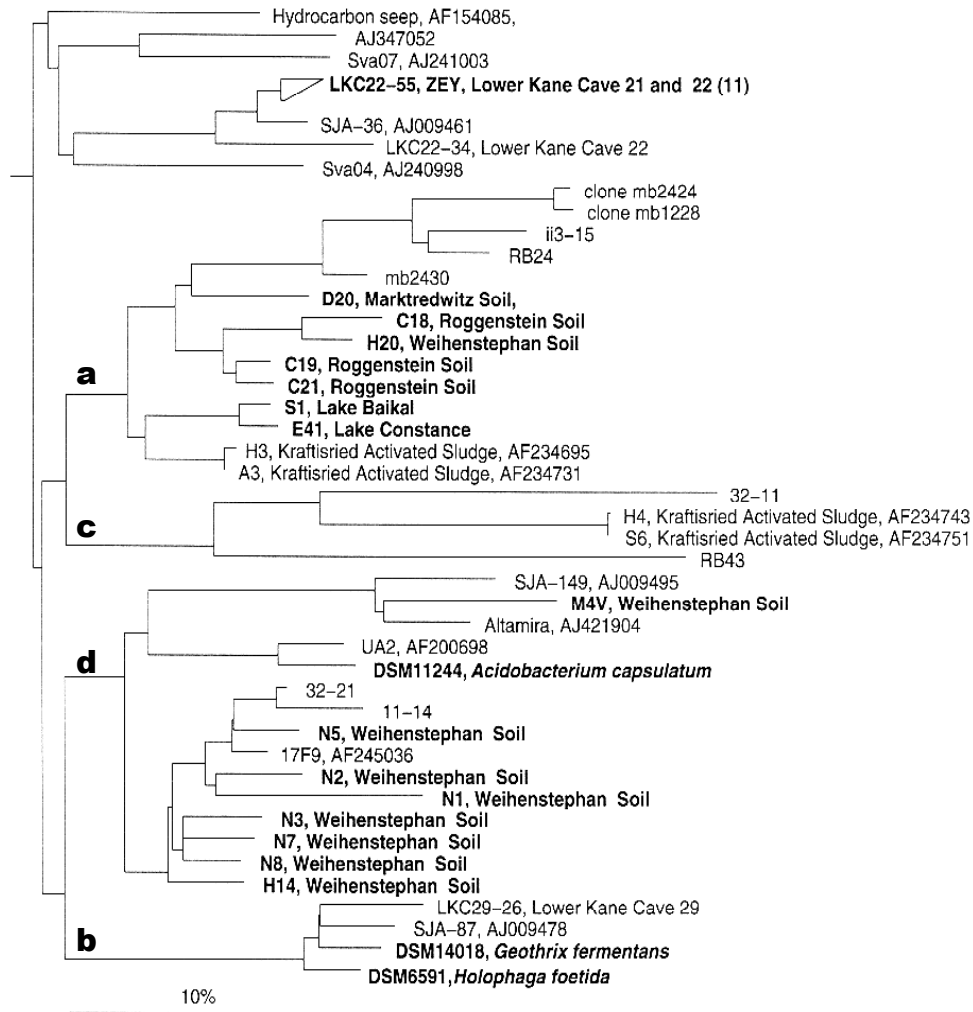 Hydrocarbon seep, AF154085,
AJ347052
Sva07, AJ241003
LKC22–55, ZEY, Lower Kane Cave 21 and 22 (11)
SJA–36, AJ009461
LKC22–34, Lower Kane Cave 22
Sva04, AJ240998
clone mb2424
clone mb1228
ii3–15
RB24
mb2430
D20, Marktredwitz Soil,
C18, Roggenstein Soil
H20, Weihenstephan Soil
C19, Roggenstein Soil
a
C21, Roggenstein Soil
S1, Lake Baikal
E41, Lake Constance
H3, Kraftisried Activated Sludge, AF234695
A3, Kraftisried Activated Sludge, AF234731
32–11
c
H4, Kraftisried Activated Sludge, AF234743
S6, Kraftisried Activated Sludge, AF234751
RB43
SJA–149, AJ009495
M4V, Weihenstephan Soil
Altamira, AJ421904
UA2, AF200698
d
DSM11244, Acidobacterium capsulatum
32–21
11–14
N5, Weihenstephan Soil
17F9, AF245036
N2, Weihenstephan Soil
N1, Weihenstephan Soil
N3, Weihenstephan Soil
N7, Weihenstephan Soil
N8, Weihenstephan Soil
H14, Weihenstephan Soil
LKC29–26, Lower Kane Cave 29
SJA–87, AJ009478
b
DSM14018, Geothrix fermentans
DSM6591, Holophaga foetida
10%